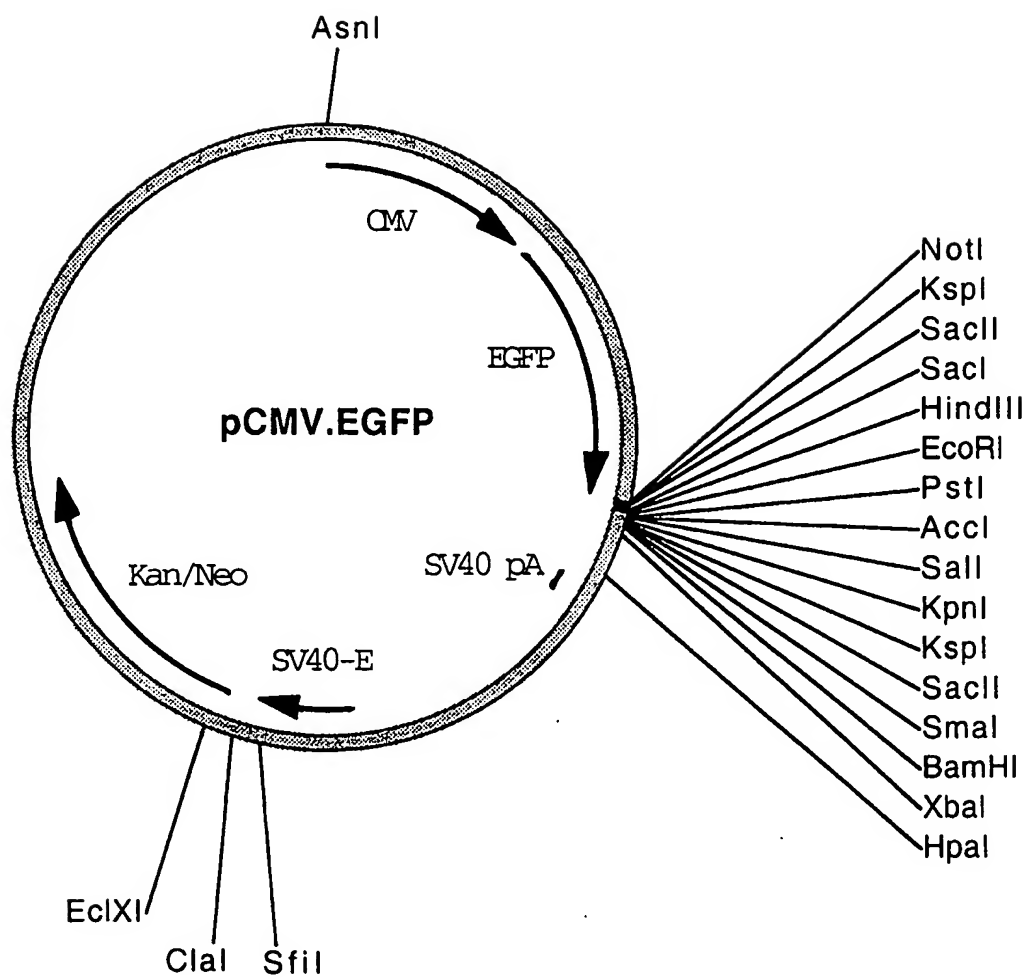 AsnI
CMV
NotI
KspI
SacII
SacI
EGFP
HindIII
pCMV.EGFP
EcoRI
PstI
AccI
SV40 pA
Kan/Neo
SalI
KpnI
KspI
SV40-E
SacII
SmaI
BamHI
XbaI
HpaI
EclXI
ClaI
SfiI